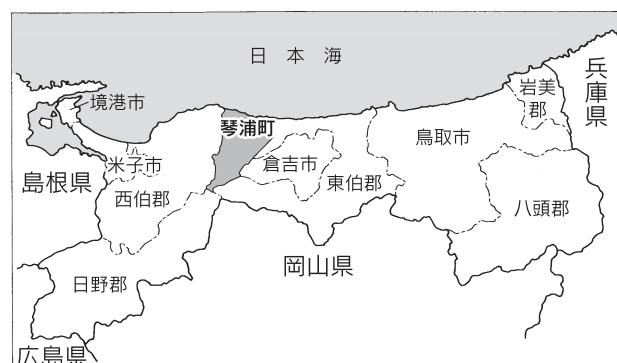 日本海
兵庫県
岩美
郡
境港市
琴浦町
鳥取市
米子市
倉吉市
島根県
西伯郡
東伯郡
八頭郡
岡山県
日野郡
広島県